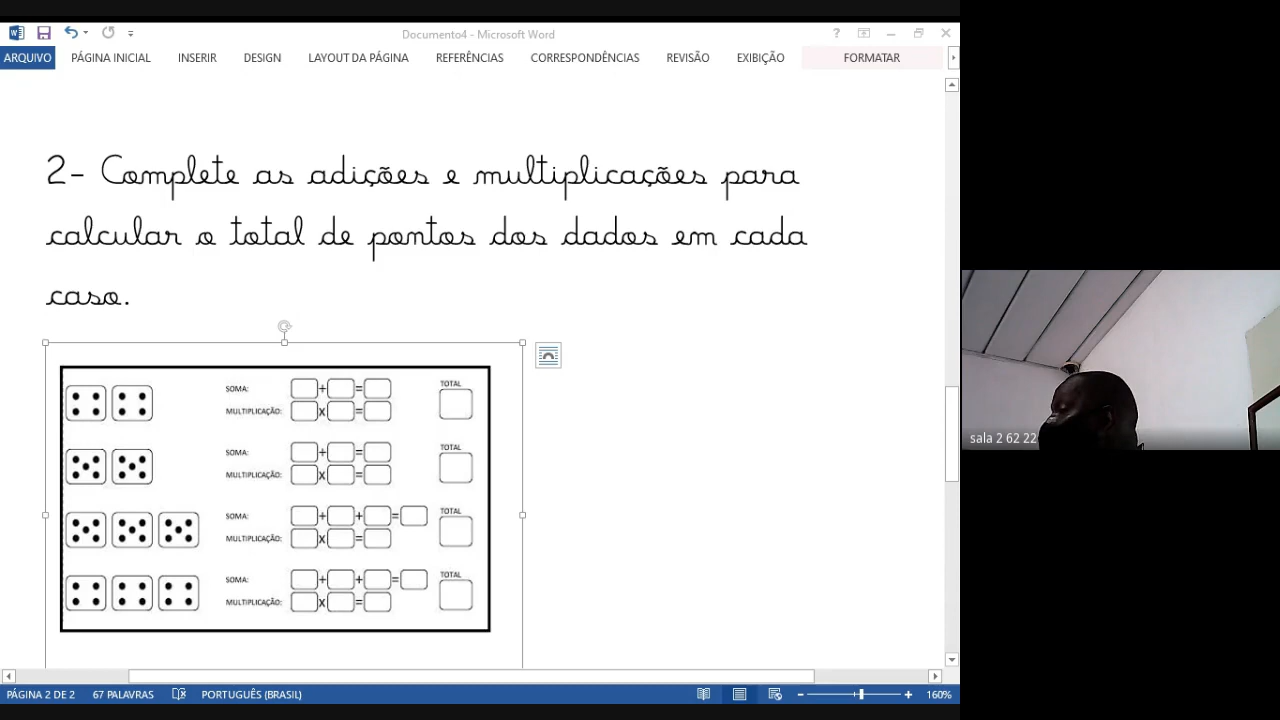 Documento4 - Microsoft Word
ARQUIVO PÁGINA INICIAL INSERIR DESIGN LAYOUT DA PÁGINA REFERÊNCIAS CORRESPONDÊNCIAS REVISÃO EXIBIÇÃO FORMATAR
2- Complete as adições e multiplicações para
calcular o total de pontos dos dados em cada
caso.
SOMA: + = TOTAL
MULTIPLICAÇÃO: x =
SOMA: + = TOTAL
MULTIPLICAÇÃO: x =
SOMA: + + = TOTAL
MULTIPLICAÇÃO: x =
SOMA: + + = TOTAL
MULTIPLICAÇÃO: x =
sala 2 62 22
PÁGINA 2 DE 2 67 PALAVRAS PORTUGUÊS (BRASIL) 160%